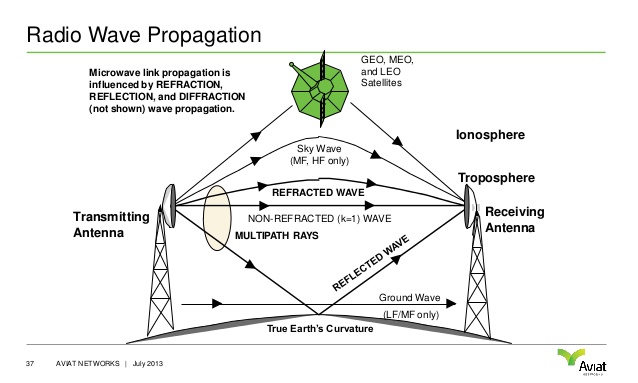 Radio Wave Propagation
Microwave link propagation is
influenced by REFRACTION,
REFLECTION, and DIFFRACTION
(not shown) wave propagation.
GEO, MEO,
and LEO
Satellites
Ionosphere
Sky Wave
(MF, HF only)
Troposphere
REFRACTED WAVE
Transmitting
Antenna
NON-REFRACTED (k=1) WAVE
Receiving
Antenna
MULTIPATH RAYS
REFLECTED WAVE
Ground Wave
(LF/MF only)
True Earth's Curvature
37 AVIAT NETWORKS | July 2013
Aviat
NETWORKS